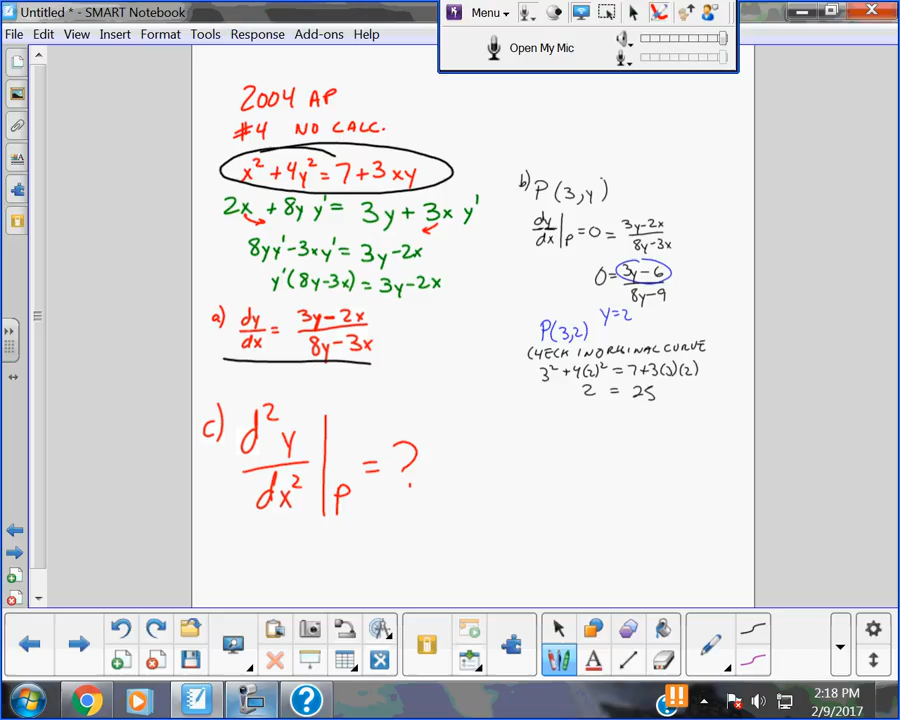 Untitled * - SMART Notebook
Menu
Open My Mic
File Edit View Insert Format Tools Response Add-ons Help
2004 AP
#4 NO CALC.
x² + 4y² = 7 + 3xy
2x + 8y y' = 3y + 3x y'
8yy' - 3xy' = 3y - 2x
y'(8y - 3x) = 3y - 2x
a) dy/dx = (3y - 2x)/(8y - 3x)
b) P(3, y)
dy/dx |p = 0 = (3y - 2x)/(8y - 3x)
0 = (3y - 6)/(8y - 9)
y = 2
P(3,2)
CHECK IN ORIGINAL CURVE
3² + 4(2)² = 7 + 3(3)(2)
2 = 25
c) d²y/dx² |p = ?
2:18 PM
2/9/2017